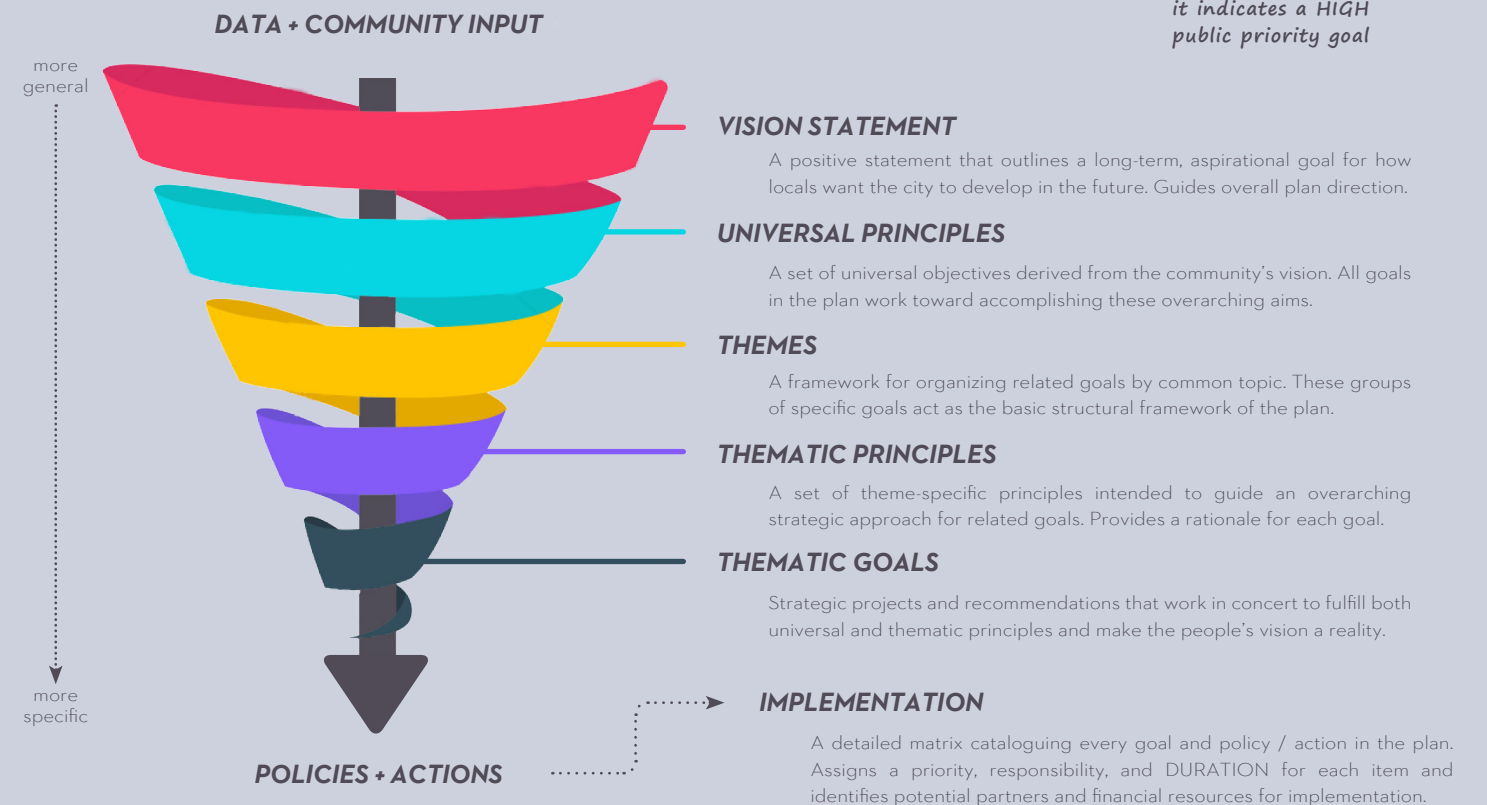 it indicates a HIGH
public priority goal
DATA + COMMUNITY INPUT
more
general
VISION STATEMENT
A positive statement that outlines a long-term, aspirational goal for how
locals want the city to develop in the future. Guides overall plan direction.
UNIVERSAL PRINCIPLES
A set of universal objectives derived from the community's vision. All goals
in the plan work toward accomplishing these overarching aims.
THEMES
A framework for organizing related goals by common topic. These groups
of specific goals act as the basic structural framework of the plan.
THEMATIC PRINCIPLES
A set of theme-specific principles intended to guide an overarching
strategic approach for related goals. Provides a rationale for each goal.
THEMATIC GOALS
Strategic projects and recommendations that work in concert to fulfill both
universal and thematic principles and make the people's vision a reality.
more
specific
POLICIES + ACTIONS
IMPLEMENTATION
A detailed matrix cataloguing every goal and policy / action in the plan.
Assigns a priority, responsibility, and DURATION for each item and
identifies potential partners and financial resources for implementation.